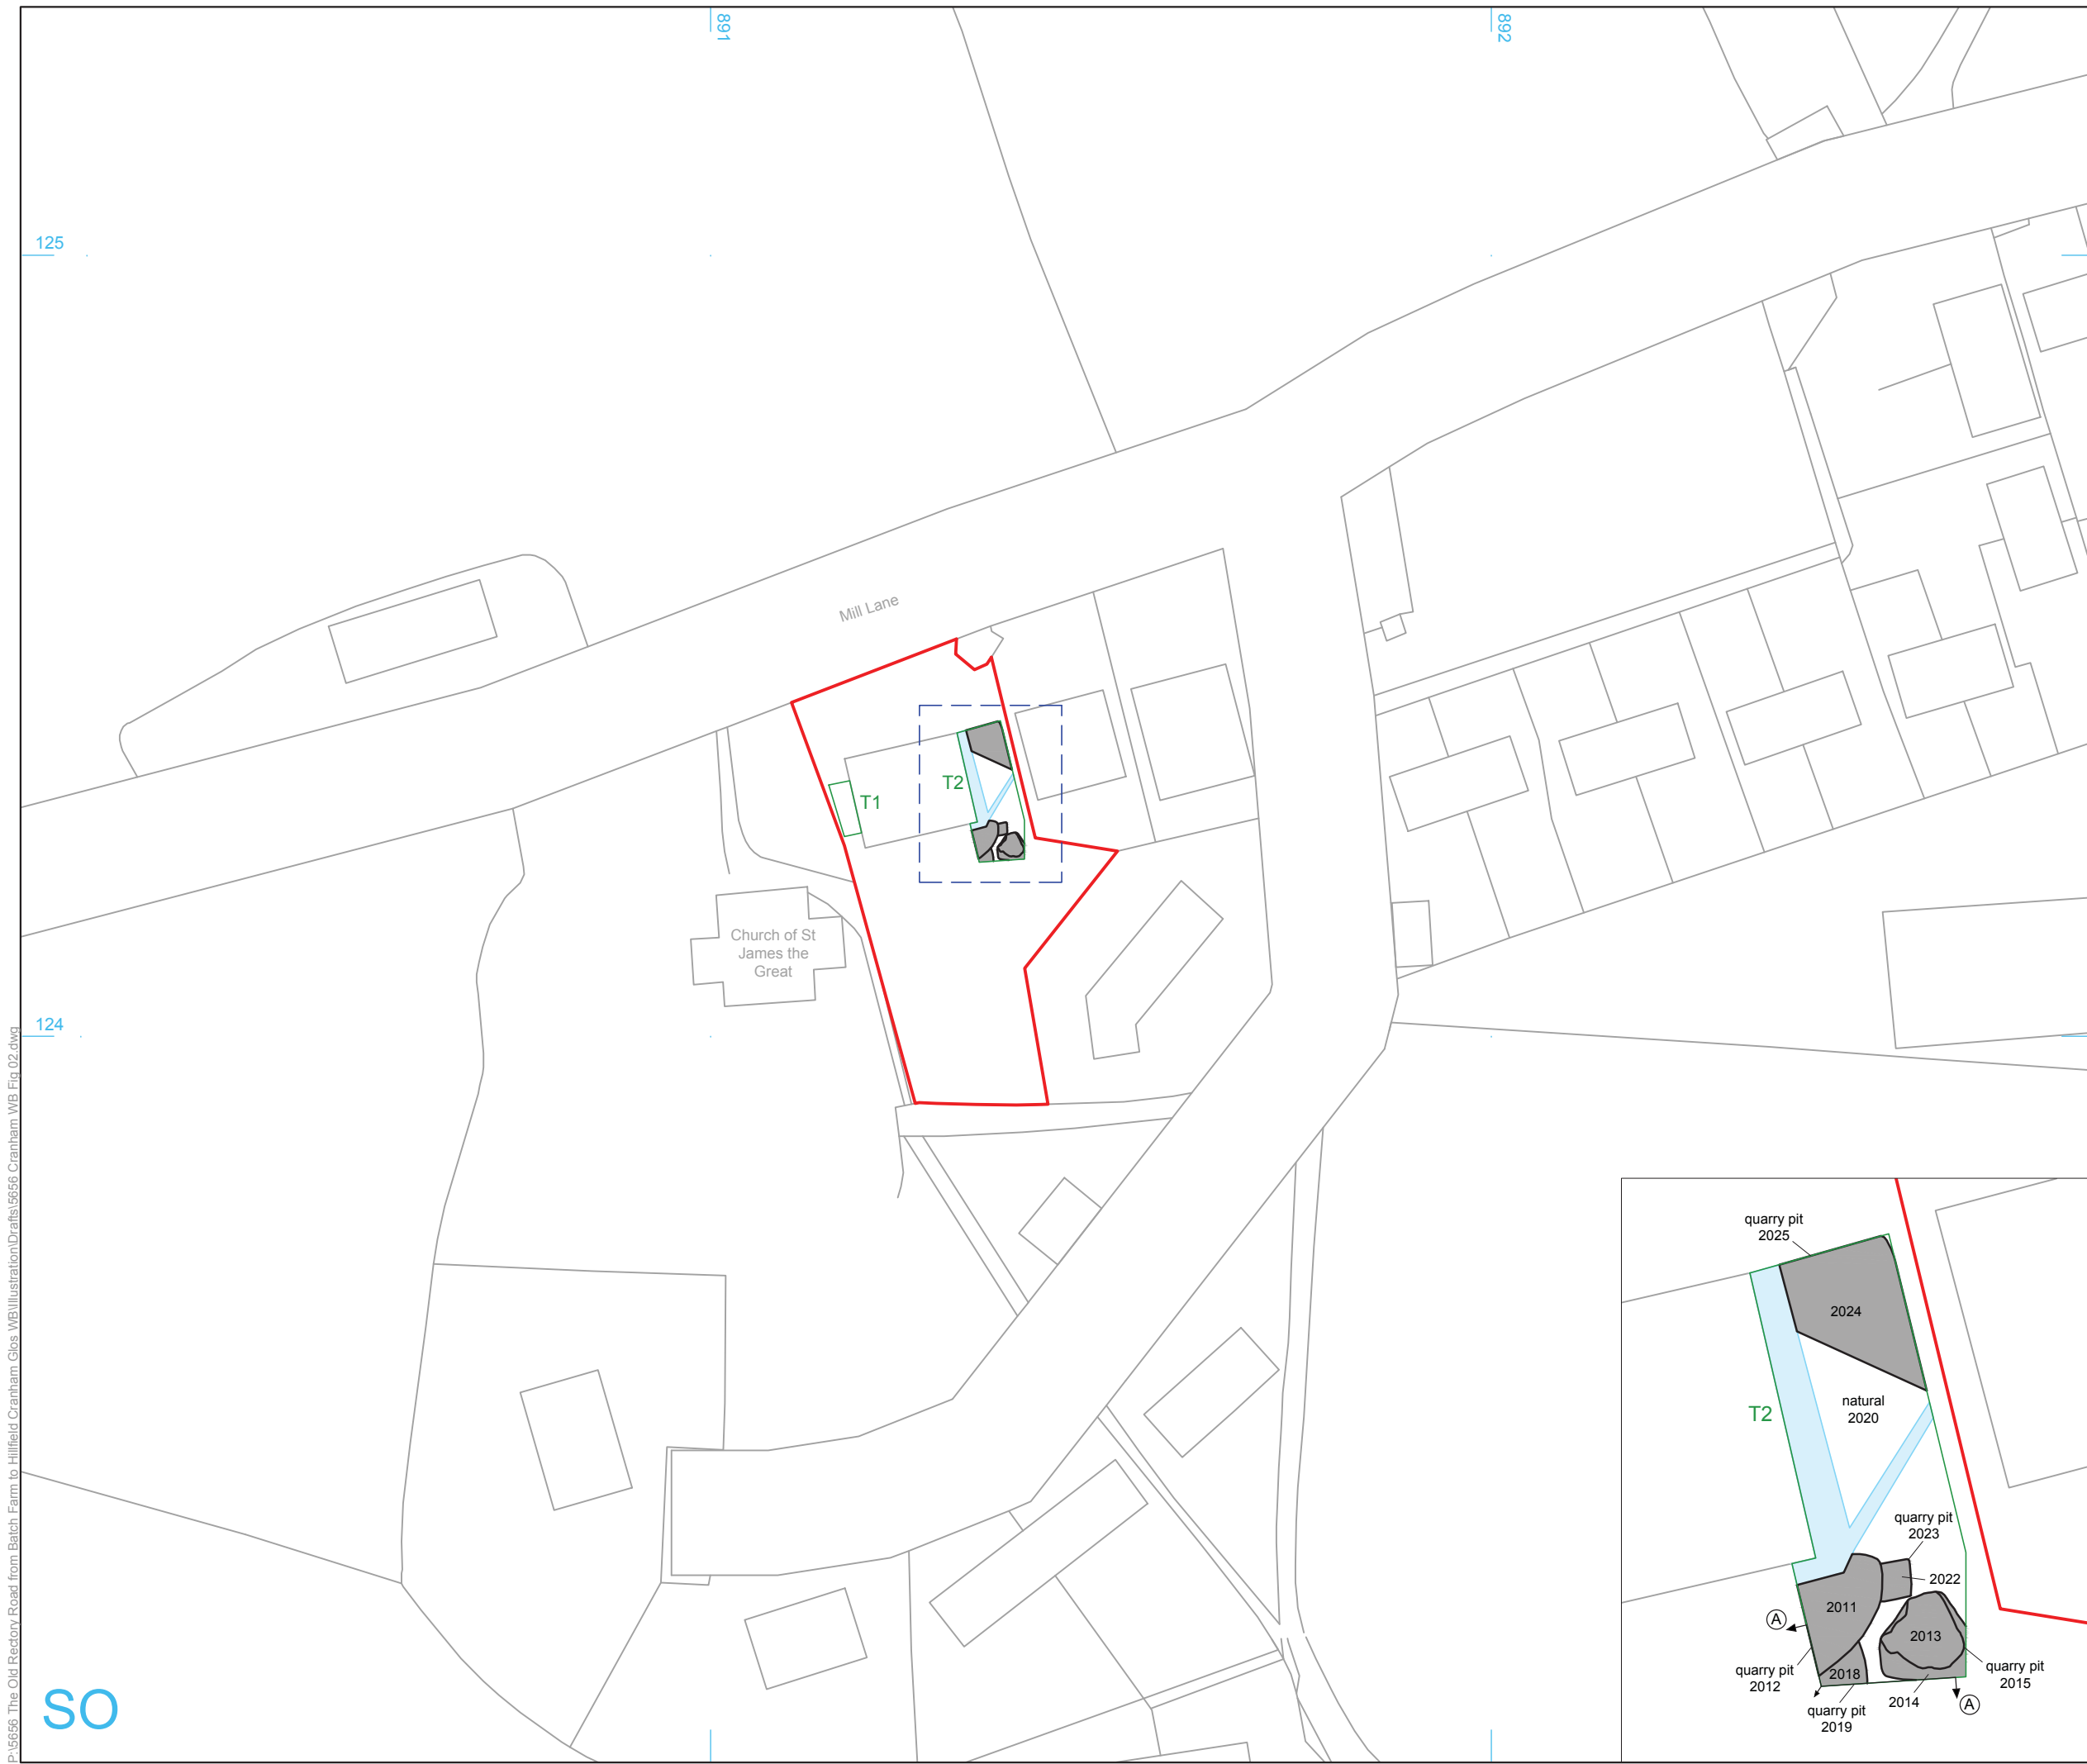 891
892
125
Mill Lane
T2
T1
Church of St
James the
Great
124
P:\5656 The Old Rectory Road from Batch Farm to Hillfield Cranham Glos WB\Illustration\Drafts\5656 Cranham WB Fig 02.dwg
quarry pit
2025
2024
natural
2020
T2
quarry pit
2023
2022
2011
A
2013
quarry pit
2012
2018
quarry pit
2015
2014
A
quarry pit
2019
SO